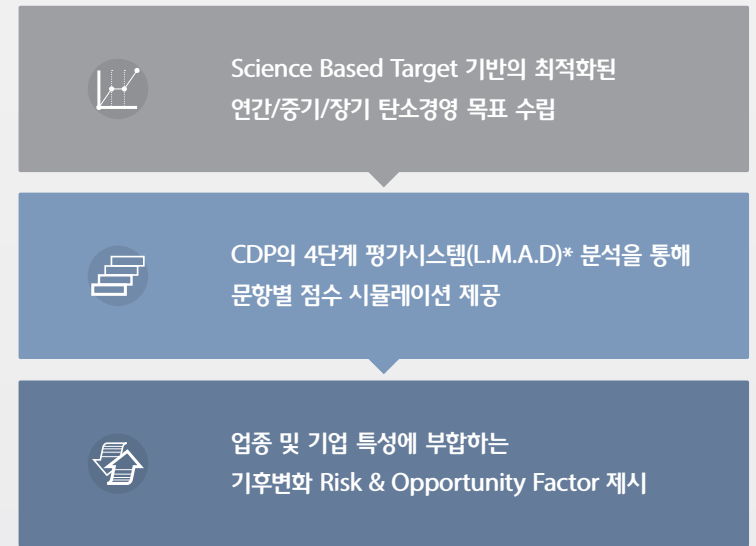 Science Based Target 기반의 최적화된
연간/중기/장기 탄소경영 목표 수립
CDP의 4단계 평가시스템(L.M.A.D)* 분석을 통해
문항별 점수 시뮬레이션 제공
업종 및 기업 특성에 부합하는
기후변화 Risk & Opportunity Factor 제시